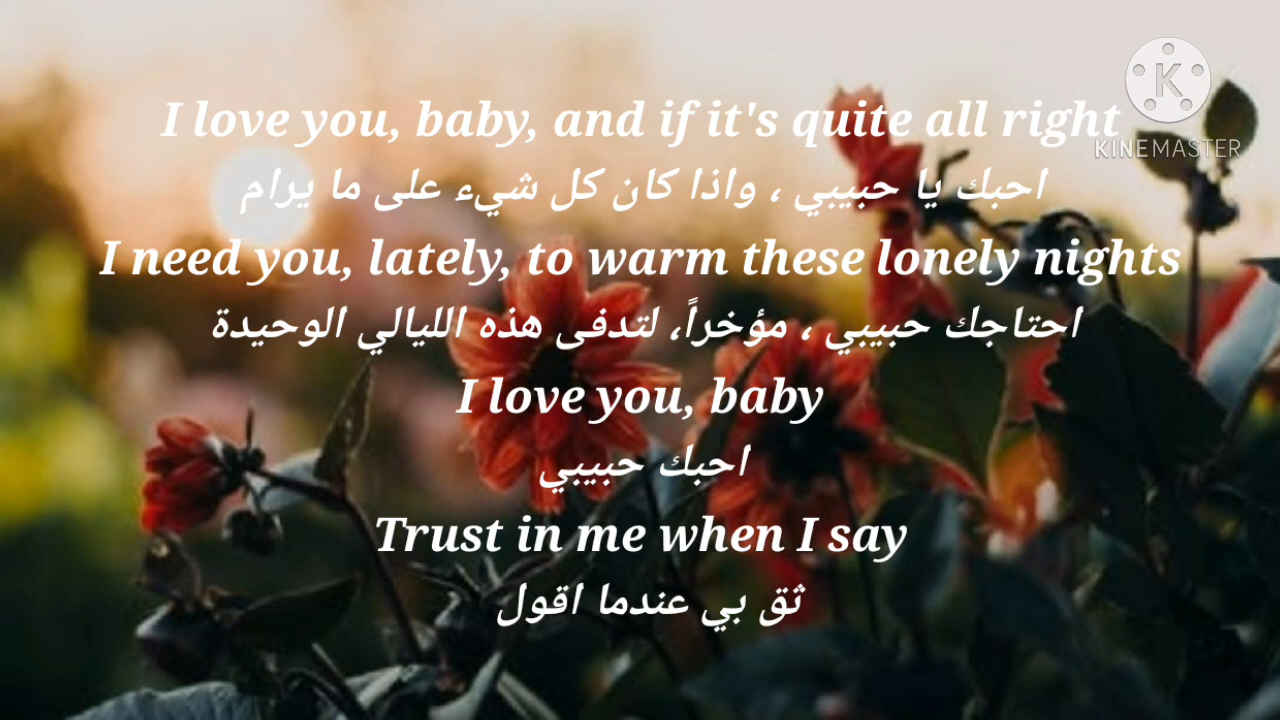 I love you, baby, and if it's quite all right
احبك يا حبيبي ، واذا كان كل شيء على ما يرام
I need you, lately, to warm these lonely nights
احتاجك حبيبي ، مؤخراً، لتدفى هذه الليالي الوحيدة
I love you, baby
احبك حبيبي
Trust in me when I say
ثق بي عندما اقول
K
KINEMASTER